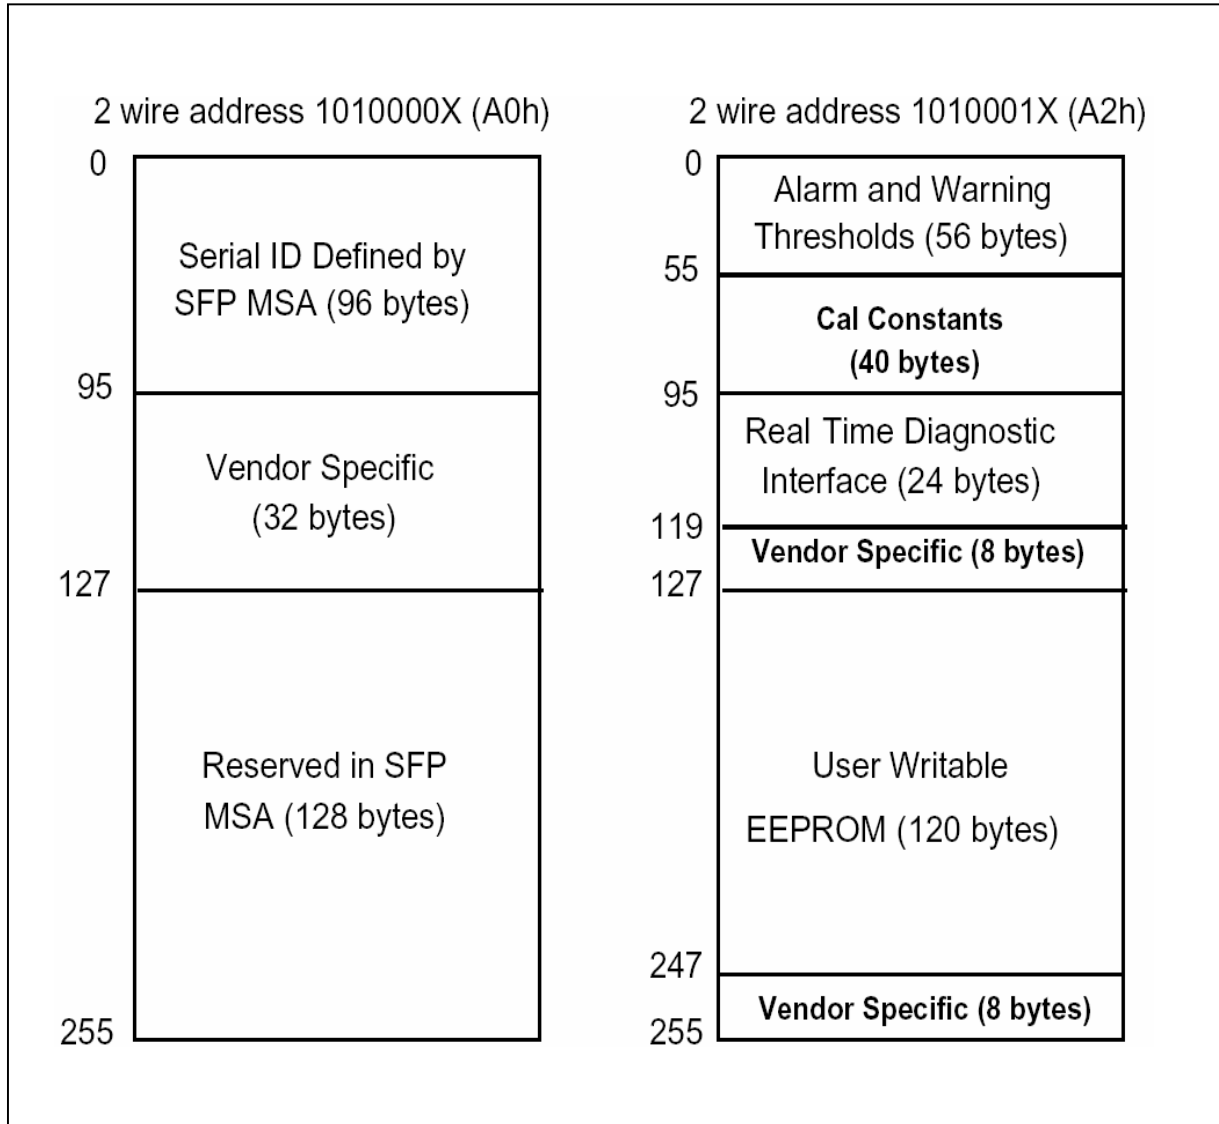 2 wire address 1010000X (A0h)
0
Serial ID Defined by
SFP MSA (96 bytes)
95
Vendor Specific
(32 bytes)
127
Reserved in SFP
MSA (128 bytes)
255
2 wire address 1010001X (A2h)
0
Alarm and Warning
Thresholds (56 bytes)
55
Cal Constants
(40 bytes)
95
Real Time Diagnostic
Interface (24 bytes)
119
Vendor Specific (8 bytes)
127
User Writable
EEPROM (120 bytes)
247
Vendor Specific (8 bytes)
255